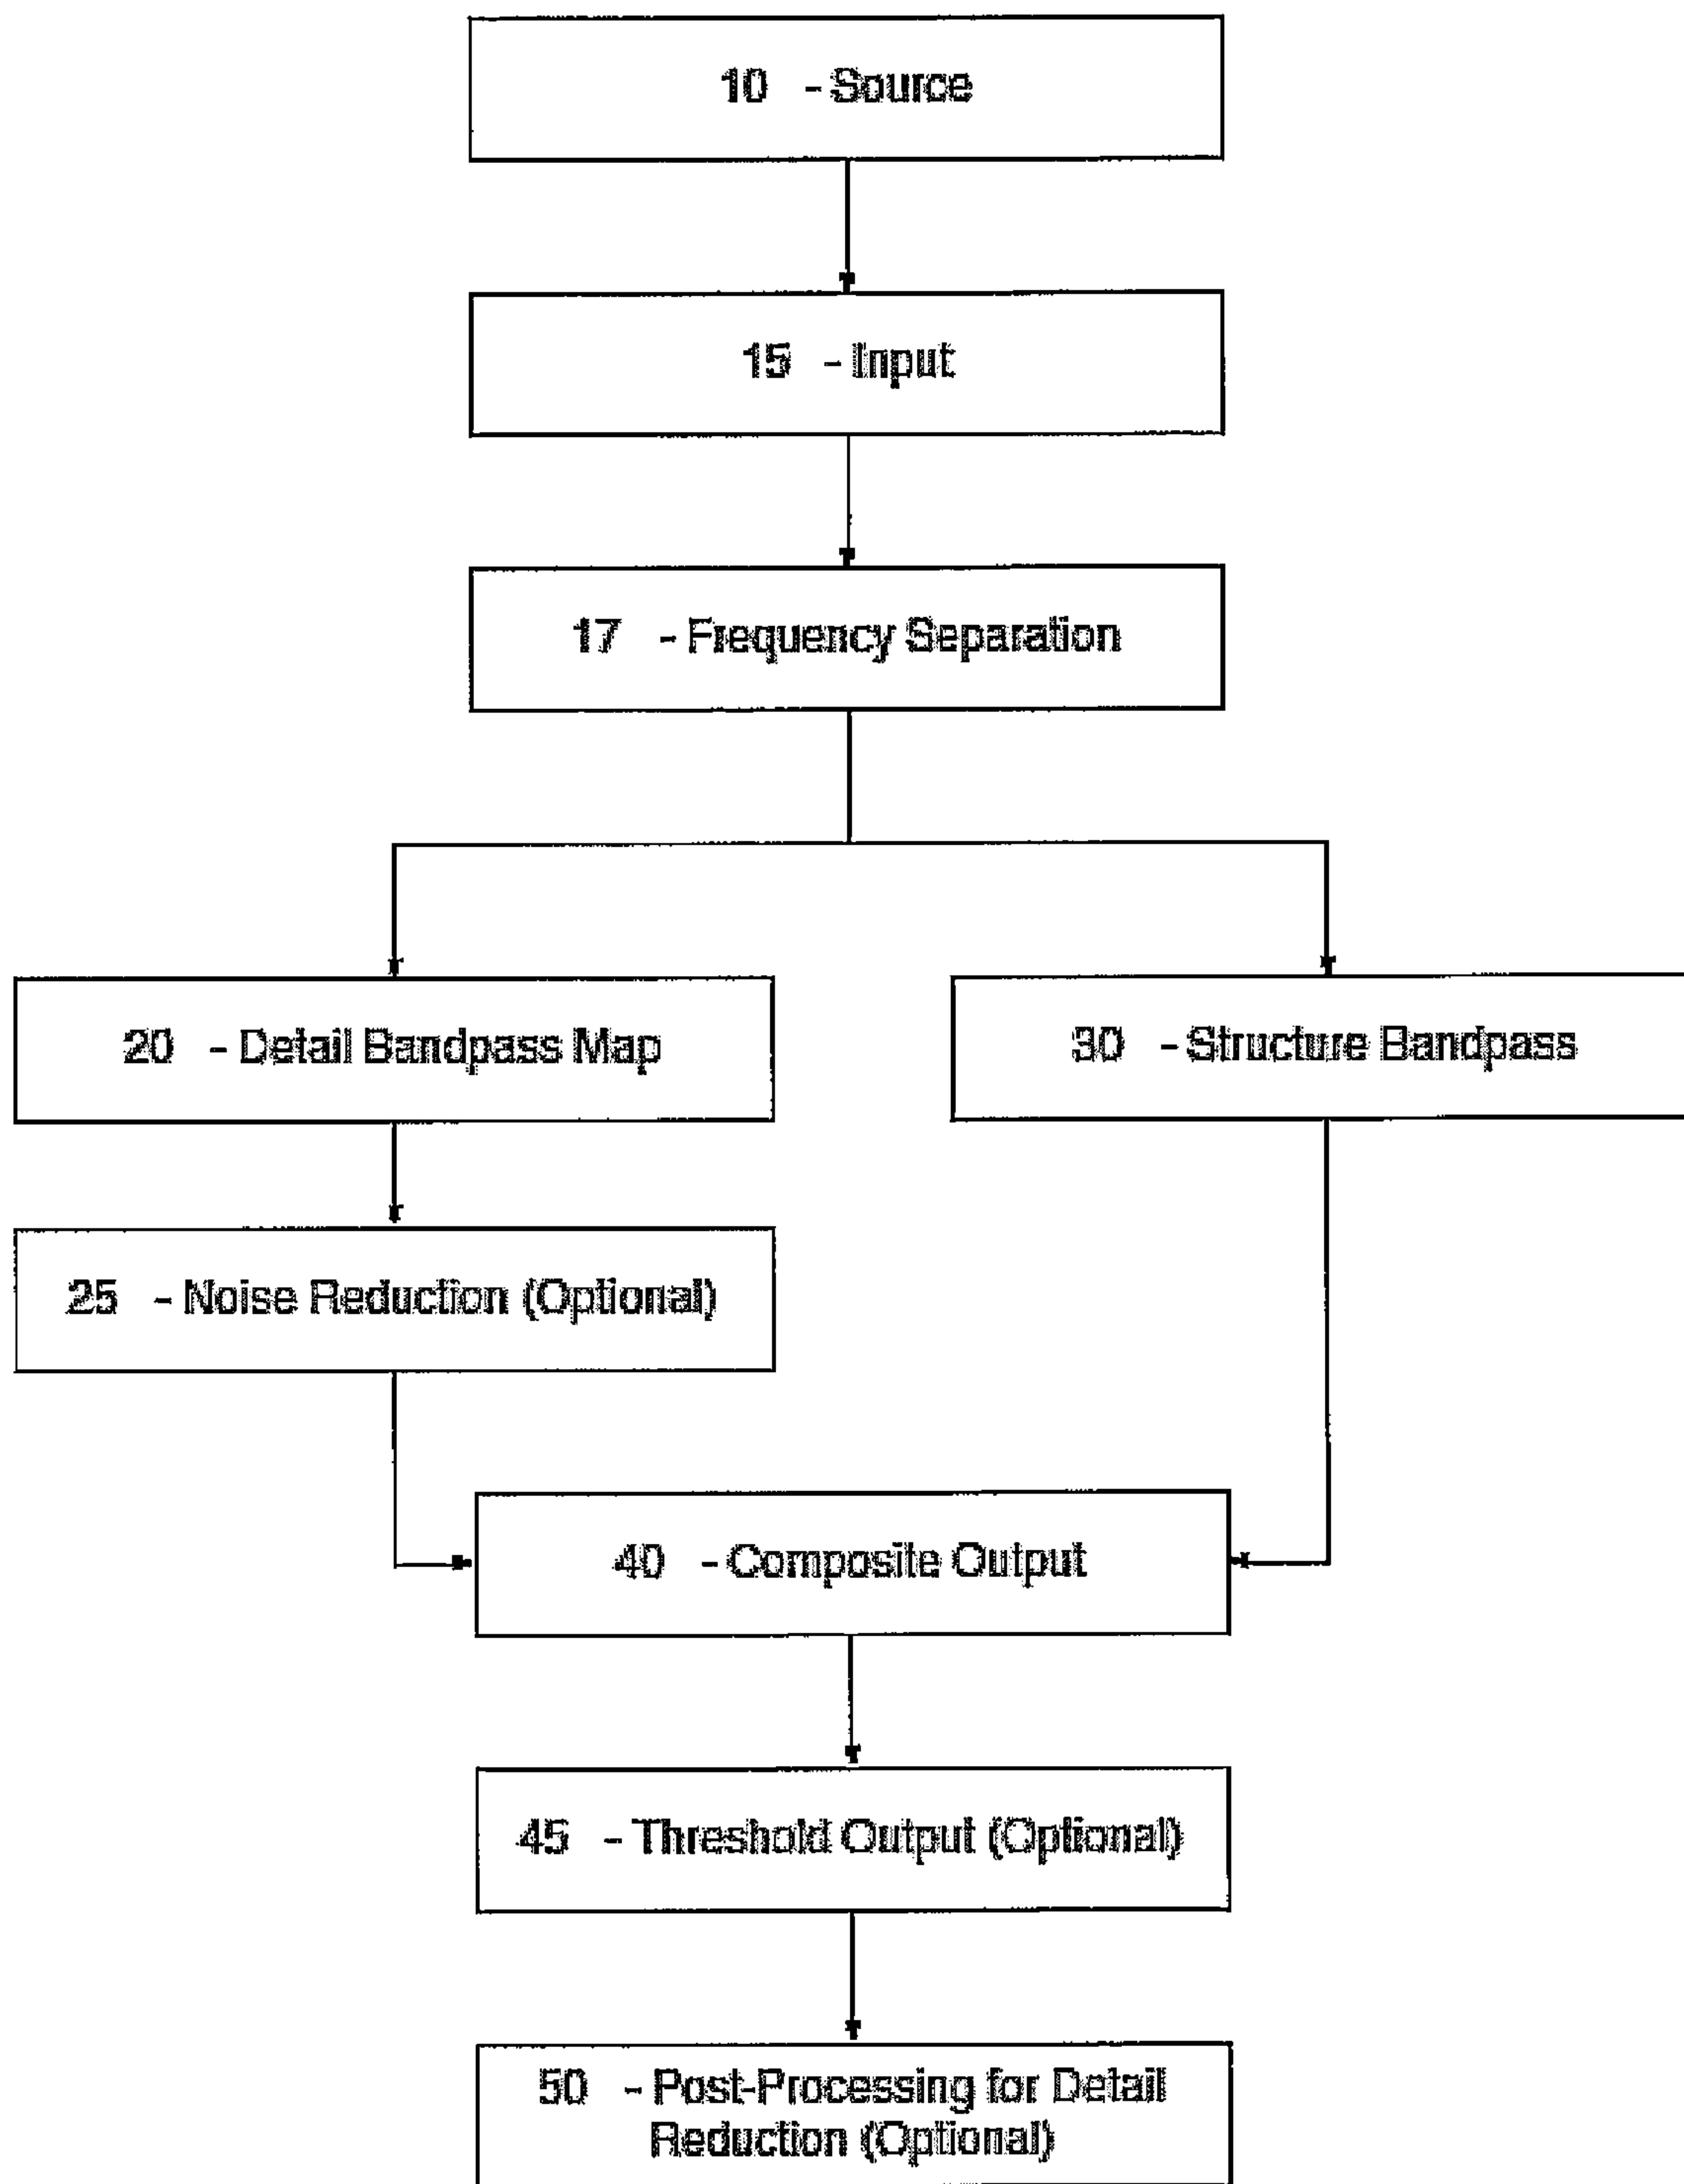 10 - Source
15 - Input
17 - Frequency Separation
20 - Detail Bandpass Map
30 - Structure Bandpass
25 - Noise Reduction (Optional)
40 - Composite Output
45 - Threshold Output (Optional)
50 - Post-Processing for Detail
Reduction (Optional)